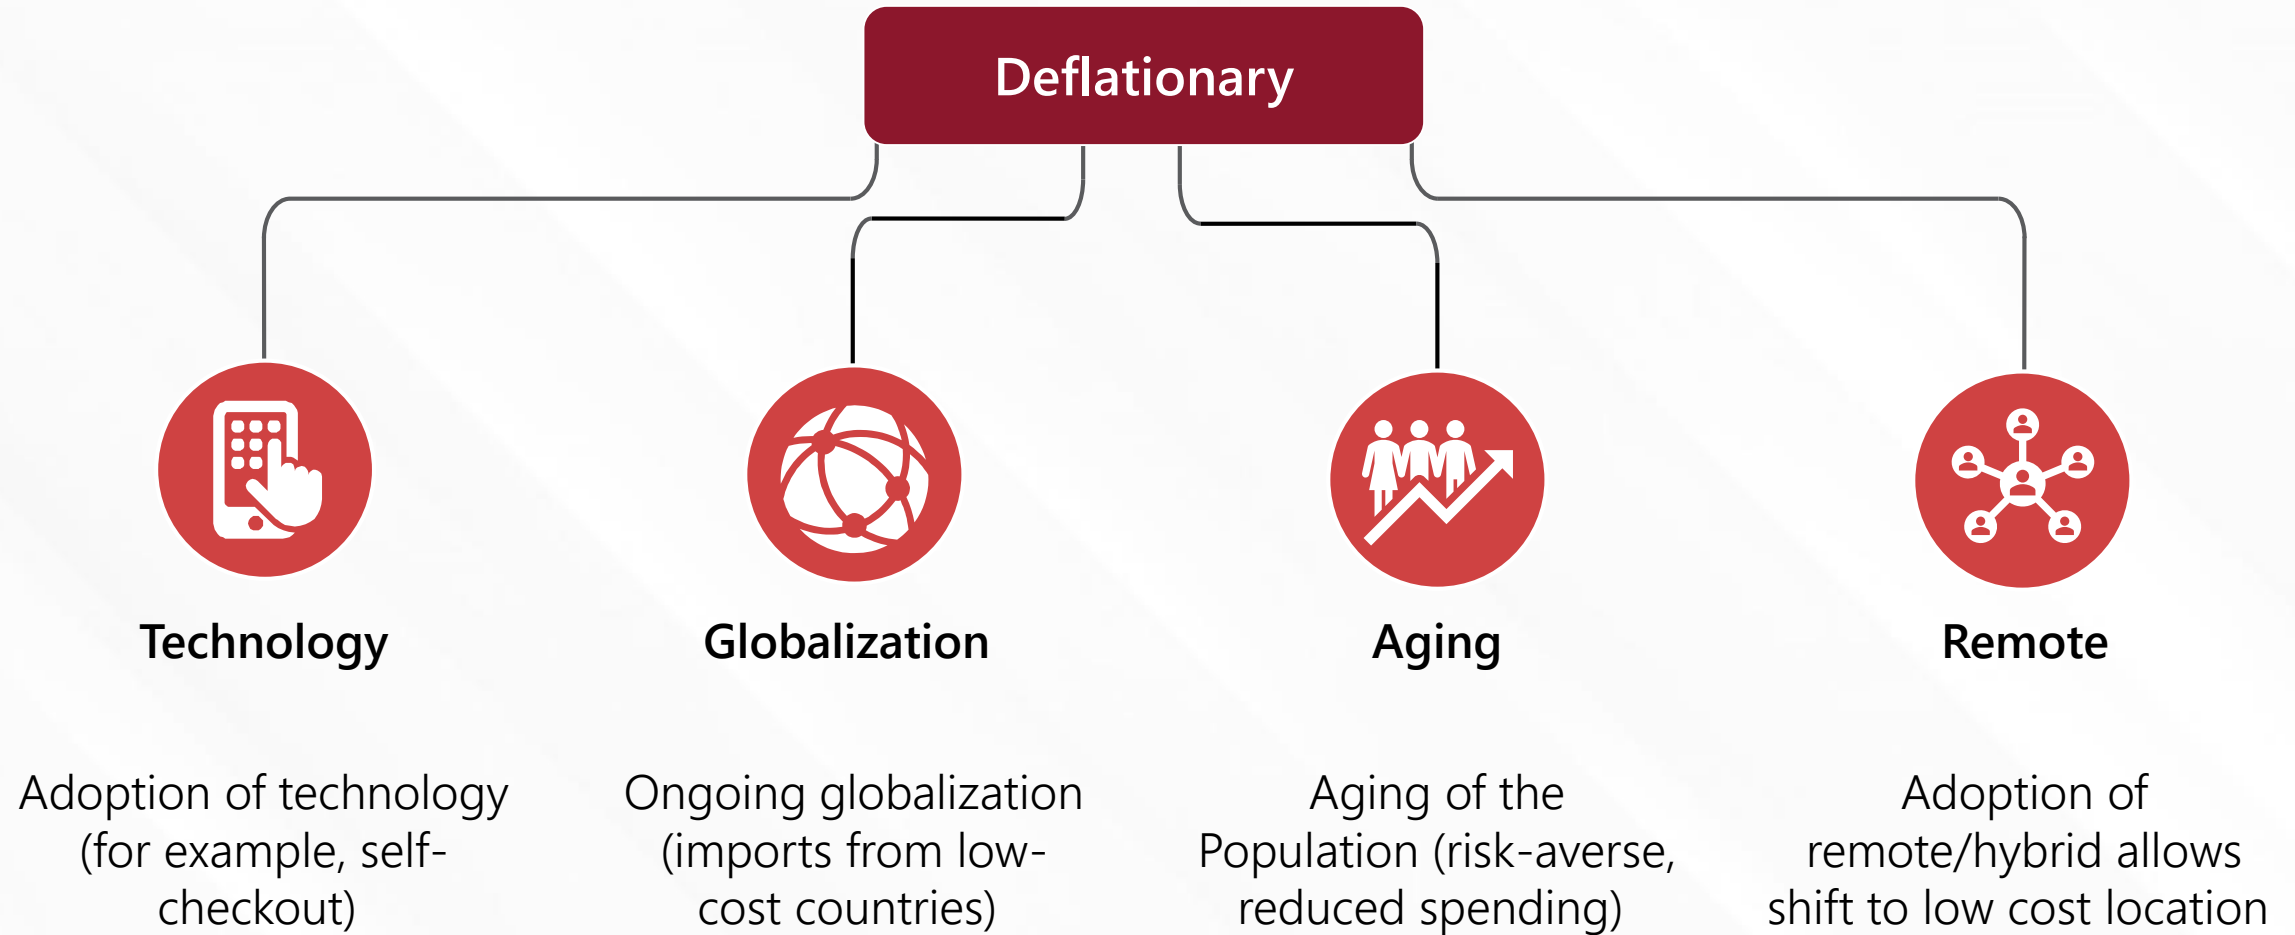 Deflationary
Technology
Globalization
Aging
Remote
Adoption of technology
(for example, self-
checkout)
Ongoing globalization
(imports from low-
cost countries)
Aging of the
Population (risk-averse,
reduced spending)
Adoption of
remote/hybrid allows
shift to low cost location